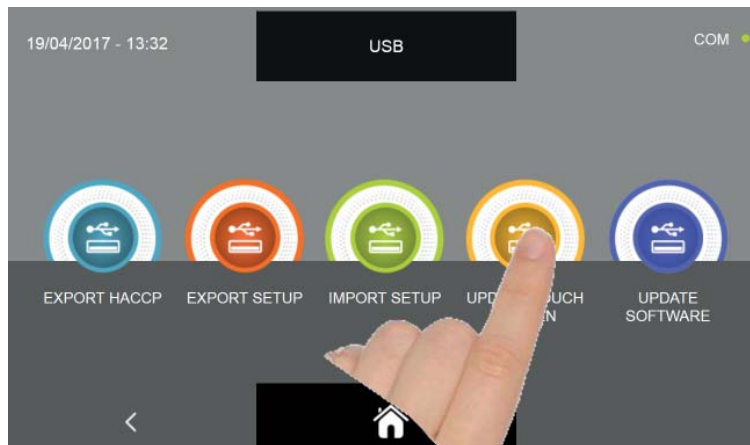 19/04/2017 - 13:32
USB
COM
EXPORT HACCP
EXPORT SETUP
IMPORT SETUP
UPDATE
SOFTWARE